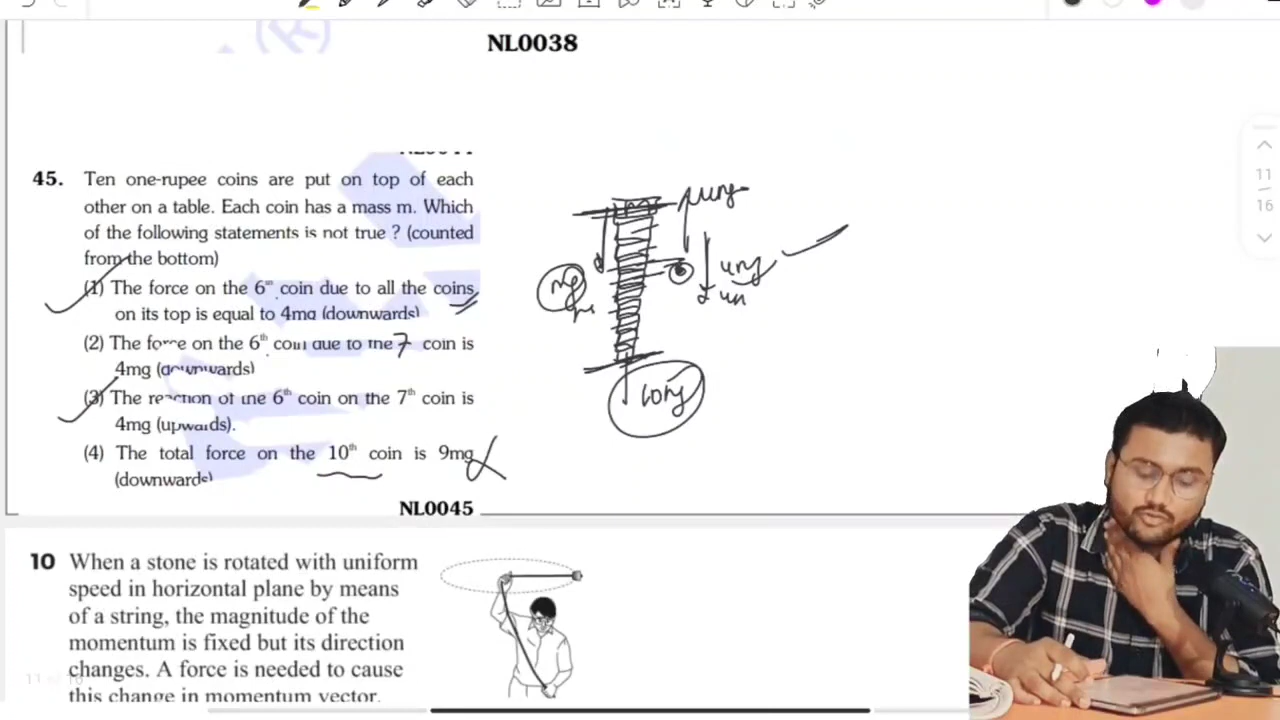 NL0038
45. Ten one-rupee coins are put on top of each
other on a table. Each coin has a mass m. Which
of the following statements is not true ? (counted
from the bottom)
(1) The force on the 6th coin due to all the coins
on its top is equal to 4mg (downwards)
(2) The force on the 6th coin due to the 7 coin is
4mg (downwards)
(3) The reaction of the 6th coin on the 7th coin is
4mg (upwards).
(4) The total force on the 10th coin is 9mg
(downwards)
NL0045
4mg
10mg
10 When a stone is rotated with uniform
speed in horizontal plane by means
of a string, the magnitude of the
momentum is fixed but its direction
changes. A force is needed to cause
this change in momentum vector.
11
16